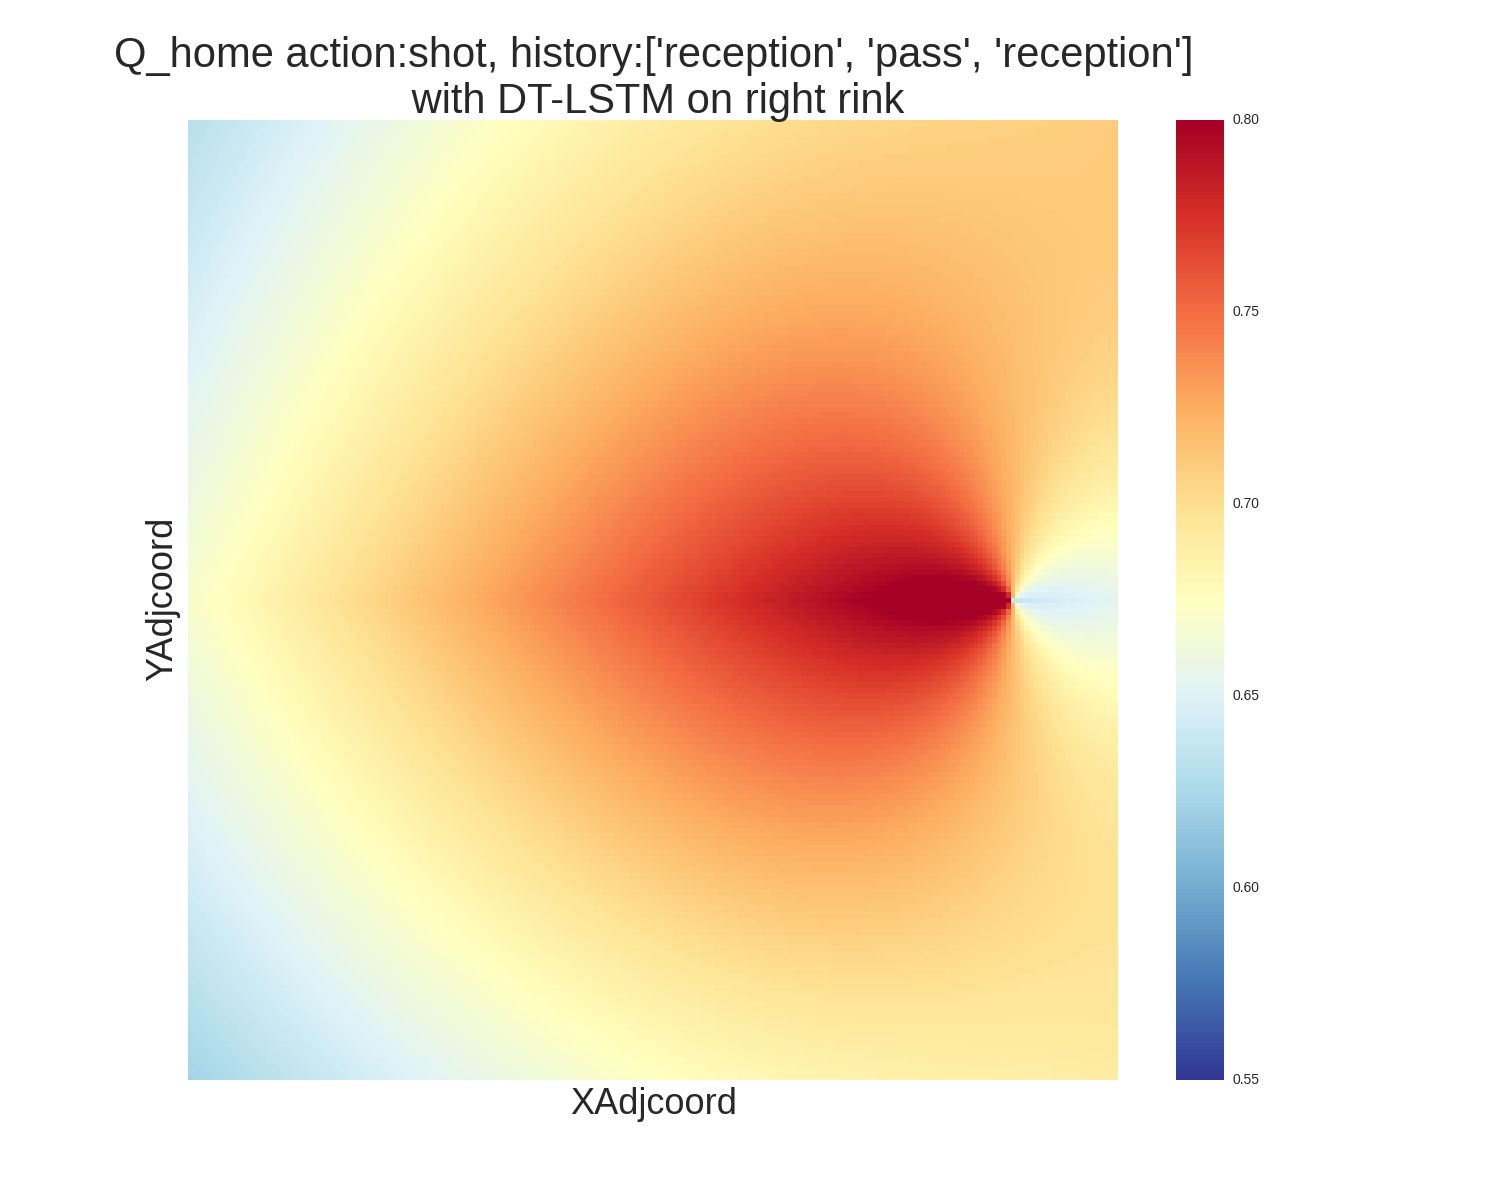 Q_home action:shot, history:['reception', 'pass', 'reception']
with DT-LSTM on right rink
0.80
0.75
0.70
0.65
0.60
0.55
YAdjcoord
XAdjcoord